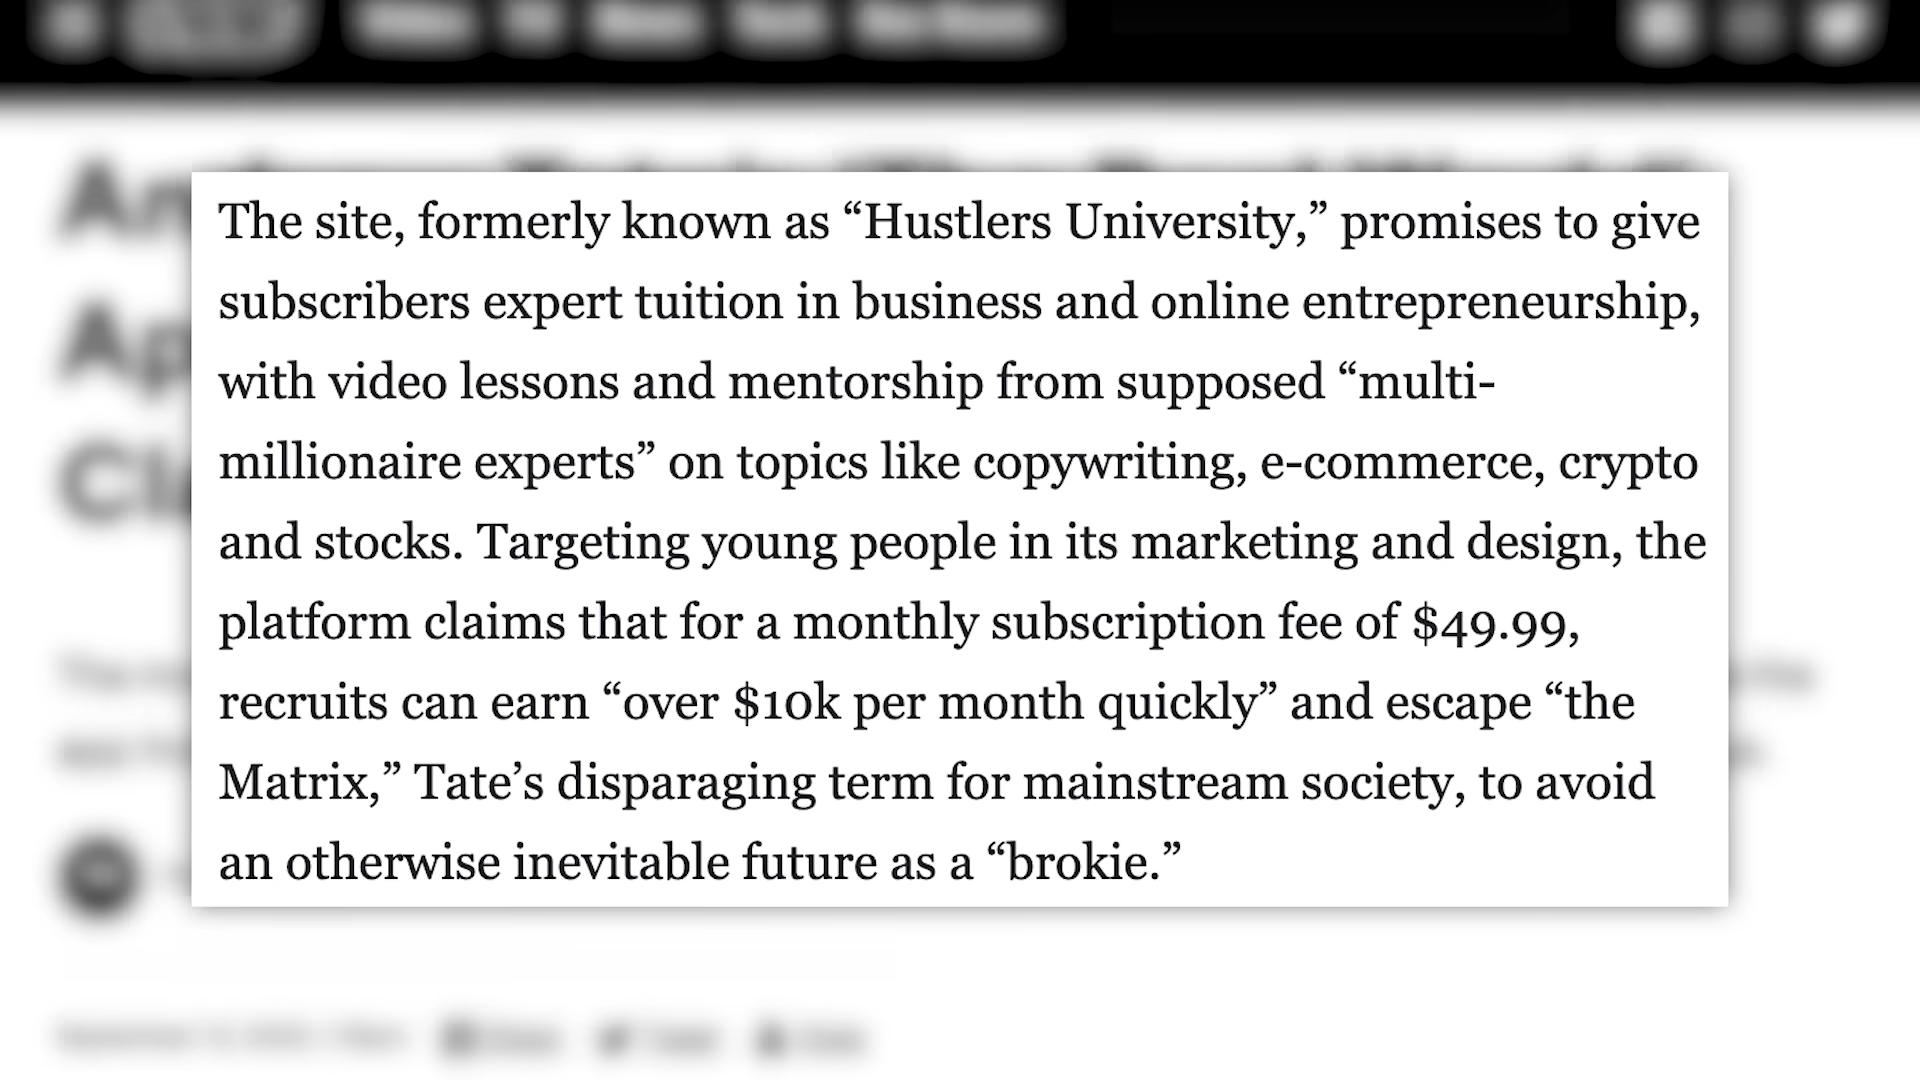 The site, formerly known as “Hustlers University,” promises to give
subscribers expert tuition in business and online entrepreneurship,
with video lessons and mentorship from supposed “multi-
millionaire experts” on topics like copywriting, e-commerce, crypto
and stocks. Targeting young people in its marketing and design, the
platform claims that for a monthly subscription fee of $49.99,
recruits can earn “over $10k per month quickly” and escape “the
Matrix,” Tate’s disparaging term for mainstream society, to avoid
an otherwise inevitable future as a “brokie.”